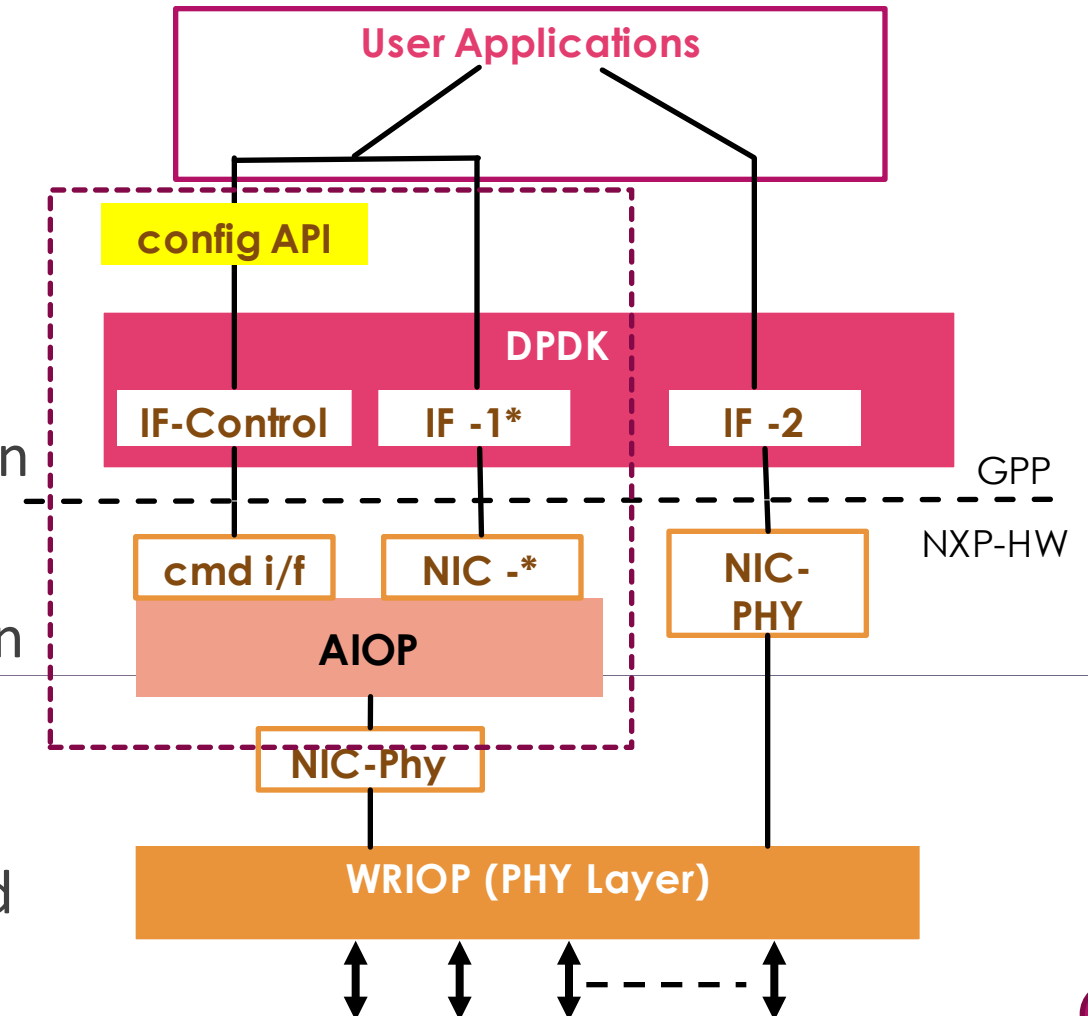 User Applications
config API
DPDK
IF-Control
IF -1*
IF -2
n
GPP
NXP-HW
cmd i/f
NIC -*
NIC-
PHY
n
AIOP
NIC-Phy
WRIOP (PHY Layer)
d